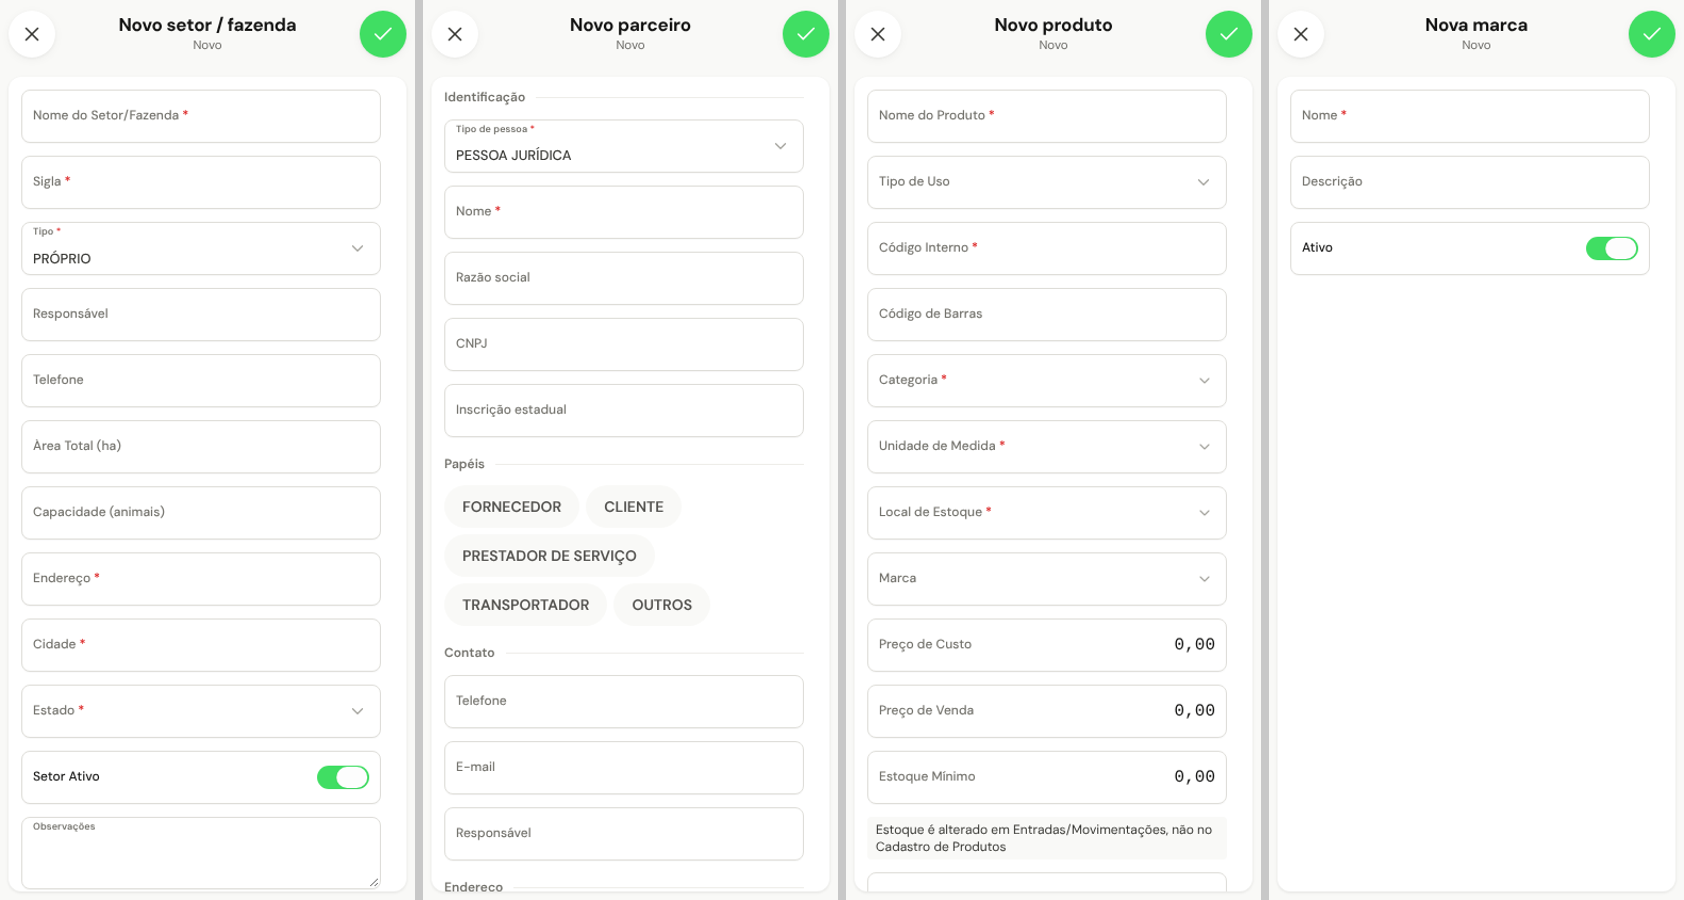 Novo setor / fazenda
Novo
Nome do Setor/Fazenda *
Sigla *
Tipo *
PRÓPRIO
Responsável
Telefone
Área Total (ha)
Capacidade (animais)
Endereço *
Cidade *
Estado *
Setor Ativo
Observações
Novo parceiro
Novo
Identificação
Tipo de pessoa *
PESSOA JURÍDICA
Nome *
Razão social
CNPJ
Inscrição estadual
Papéis
FORNECEDOR CLIENTE
PRESTADOR DE SERVIÇO
TRANSPORTADOR OUTROS
Contato
Telefone
E-mail
Responsável
Endereço
Novo produto
Novo
Nome do Produto *
Tipo de Uso
Código Interno *
Código de Barras
Categoria *
Unidade de Medida *
Local de Estoque *
Marca
Preço de Custo 0,00
Preço de Venda 0,00
Estoque Mínimo 0,00
Estoque é alterado em Entradas/Movimentações, não no
Cadastro de Produtos
Nova marca
Novo
Nome *
Descrição
Ativo